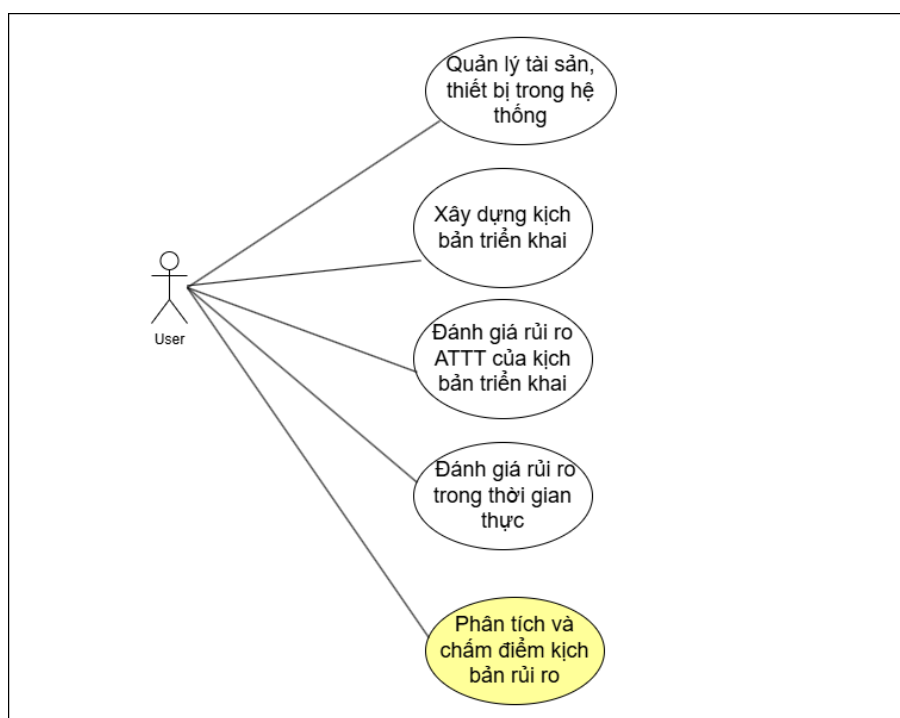 Quản lý tài sản,
thiết bị trong hệ
thống
Xây dựng kịch
bản triển khai
User
Đánh giá rủi ro
ATTT của kịch
bản triển khai
Đánh giá rủi ro
trong thời gian
thực
Phân tích và
chấm điểm kịch
bản rủi ro